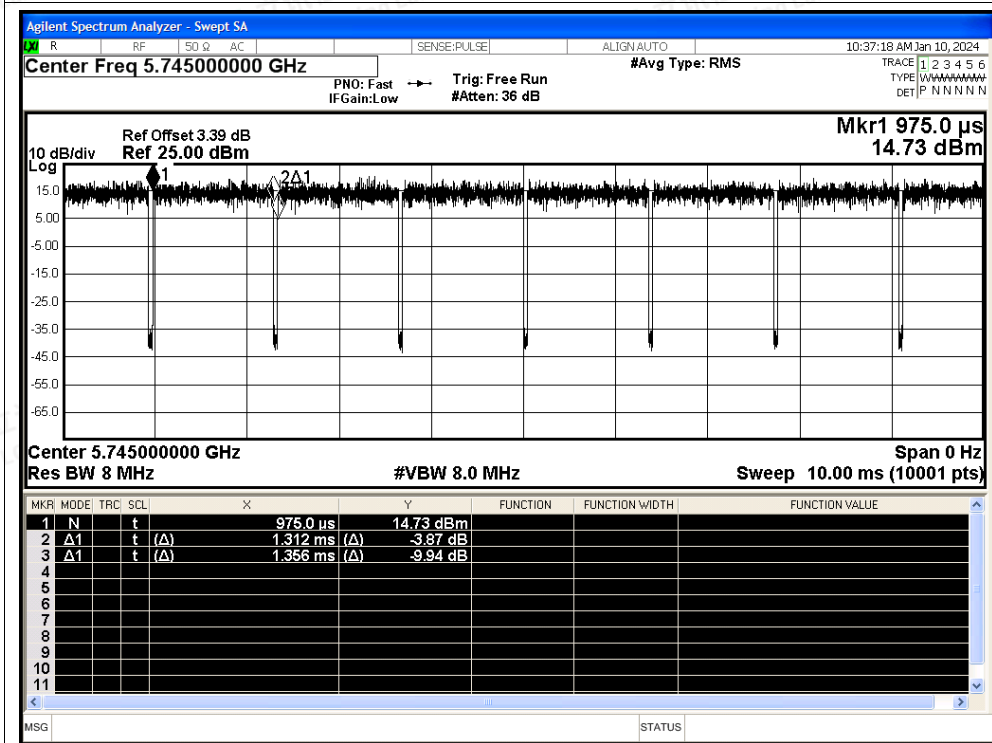 Agilent Spectrum Analyzer - Swept SA
LXI R RF 50 Ω AC SENSE:PULSE ALIGN AUTO 10:37:18 AM Jan 10, 2024
Center Freq 5.745000000 GHz #Avg Type: RMS TRACE 1 2 3 4 5 6
PNO: Fast Trig: Free Run TYPE W
IFGain:Low #Atten: 36 dB DET P N N N N N
Mkr1 975.0 µs
Ref Offset 3.39 dB
10 dB/div Ref 25.00 dBm 14.73 dBm
Log
1 2Δ1
15.0
5.00
-5.00
-15.0
-25.0
-35.0
-45.0
-55.0
-65.0
Center 5.745000000 GHz Span 0 Hz
Res BW 8 MHz #VBW 8.0 MHz Sweep 10.00 ms (10001 pts)
MKR MODE TRC SCL X Y FUNCTION FUNCTION WIDTH FUNCTION VALUE
1 N t 975.0 µs 14.73 dBm
2 Δ1 t (Δ) 1.312 ms (Δ) -3.87 dB
3 Δ1 t (Δ) 1.356 ms (Δ) -9.94 dB
4
5
6
7
8
9
10
11
MSG STATUS